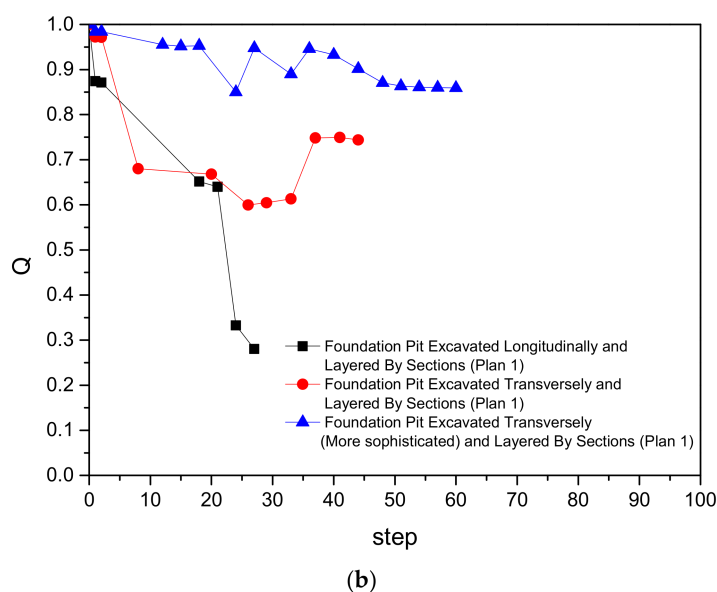 1.0
0.9
0.8
0.7
0.6
0.5
0.4
0.3
0.2
0.1
0.0
Q
Foundation Pit Excavated Longitudinally and
Layered By Sections (Plan 1)
Foundation Pit Excavated Transversely and
Layered By Sections (Plan 1)
Foundation Pit Excavated Transversely
(More sophisticated) and Layered By Sections (Plan 1)
0 10 20 30 40 50 60 70 80 90 100
step
(b)